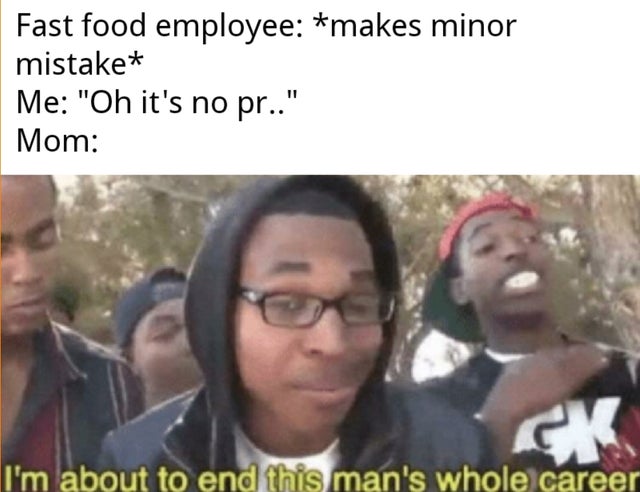 Fast food employee: *makes minor
mistake*
Me: "Oh it's no pr.."
Mom:
GK
I'm about to end this man's whole career